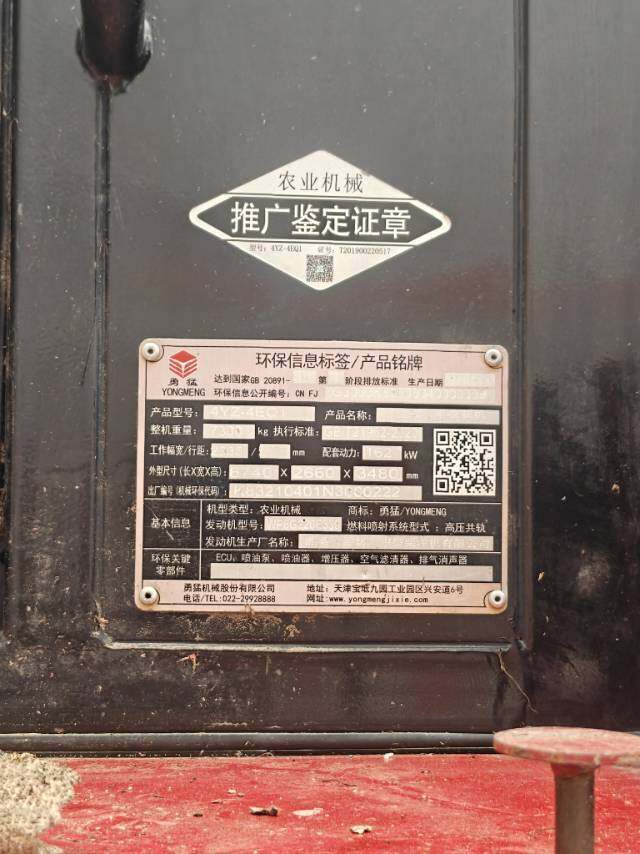 农业机械
推广鉴定证章
型号: 4YZ-4EQ1 证号: T201900220517
勇猛
YONGMENG
环保信息标签/产品铭牌
达到国家GB 20891- 第 阶段排放标准 生产日期
环保信息公开编号: CN FJ
产品型号: 4YZ-4EQ1 产品名称:
整机重量: kg 执行标准:
工作幅宽/行距: mm 配套动力: 162 kW
外型尺寸(长X宽X高): X 2660 X 3480 mm
出厂编号(机械环保代码):
基本信息
机型类型: 农业机械 商标: 勇猛/YONGMENG
发动机型号: 燃料喷射系统型式: 高压共轨
发动机生产厂名称:
环保关键零部件
ECU、喷油泵、喷油器、增压器、空气滤清器、排气消声器
勇猛机械股份有限公司 地址: 天津宝坻九园工业园区兴安道6号
电话/TEL:022-29928888 网址:www.yongmengjixie.com